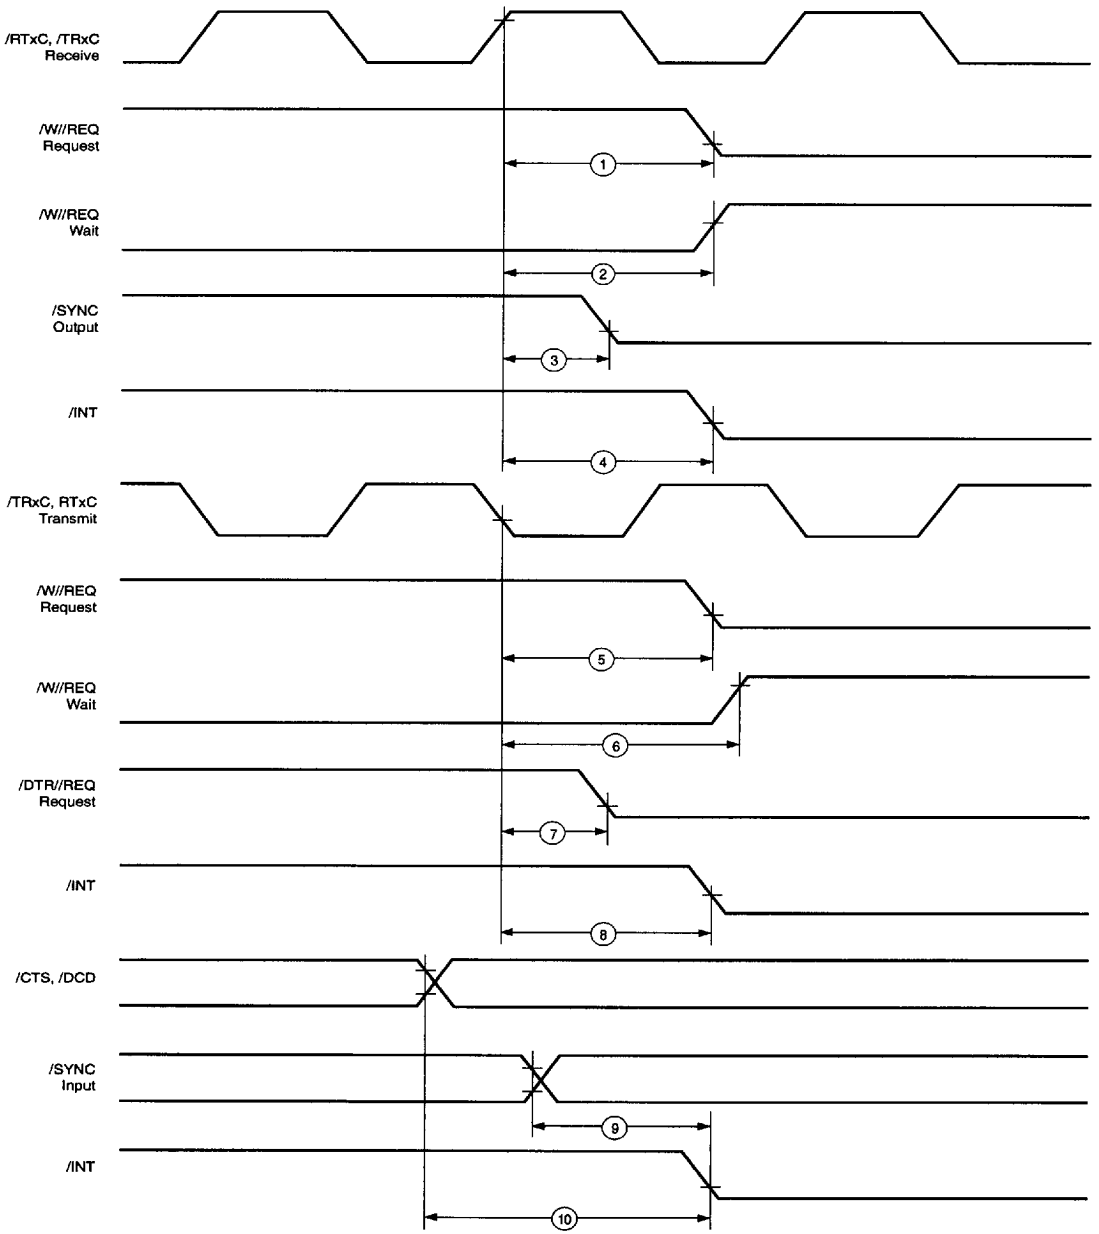 /RTxC, /TRxC
Receive
/W//REQ
Request
1
/W//REQ
Wait
2
/SYNC
Output
3
/INT
4
/TRxC, RTxC
Transmit
/W//REQ
Request
5
/W//REQ
Wait
6
/DTR//REQ
Request
7
/INT
8
/CTS, /DCD
/SYNC
Input
9
/INT
10